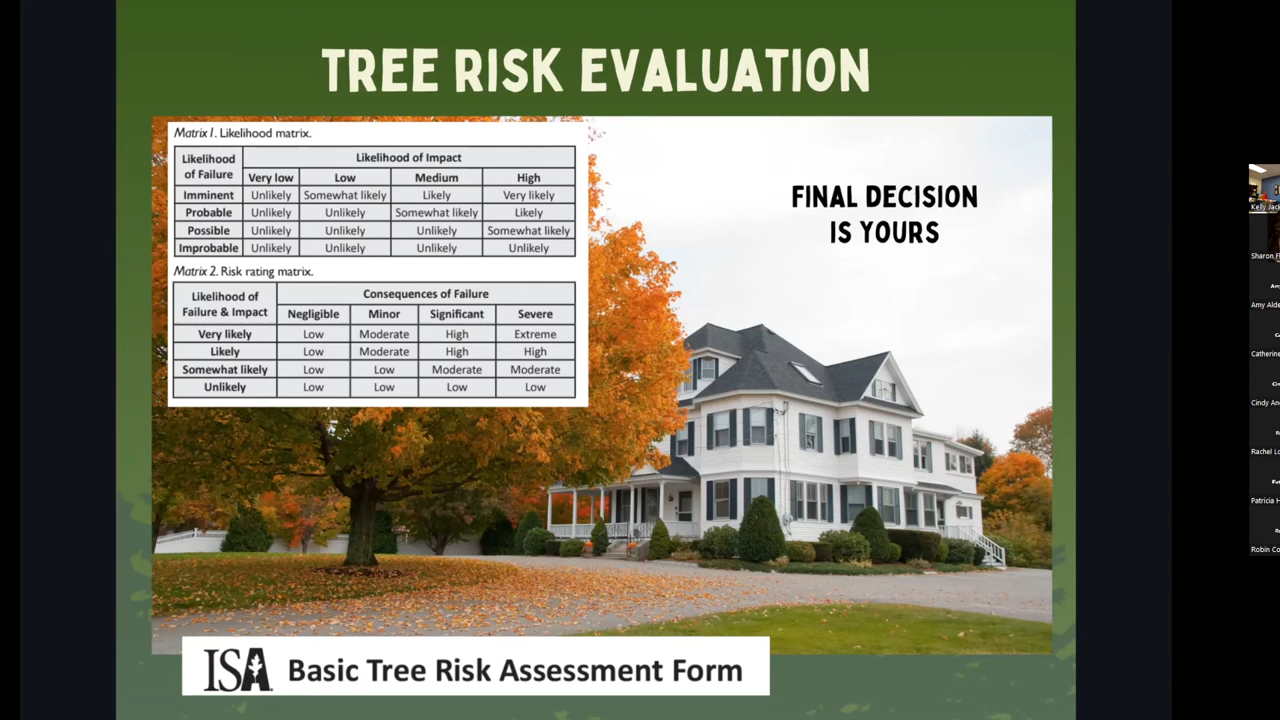 TREE RISK EVALUATION
Matrix 1. Likelihood matrix.
Likelihood of Failure Likelihood of Impact
Very low Low Medium High
Imminent Unlikely Somewhat likely Likely Very likely
Probable Unlikely Unlikely Somewhat likely Likely
Possible Unlikely Unlikely Unlikely Somewhat likely
Improbable Unlikely Unlikely Unlikely Unlikely
Matrix 2. Risk rating matrix.
Likelihood of Failure & Impact Consequences of Failure
Negligible Minor Significant Severe
Very likely Low Moderate High Extreme
Likely Low Moderate High High
Somewhat likely Low Low Moderate Moderate
Unlikely Low Low Low Low
FINAL DECISION
IS YOURS
ISA Basic Tree Risk Assessment Form
Kelly
Sharon
Amy
Catherine
Cindy
Rachel
Patricia
Robin